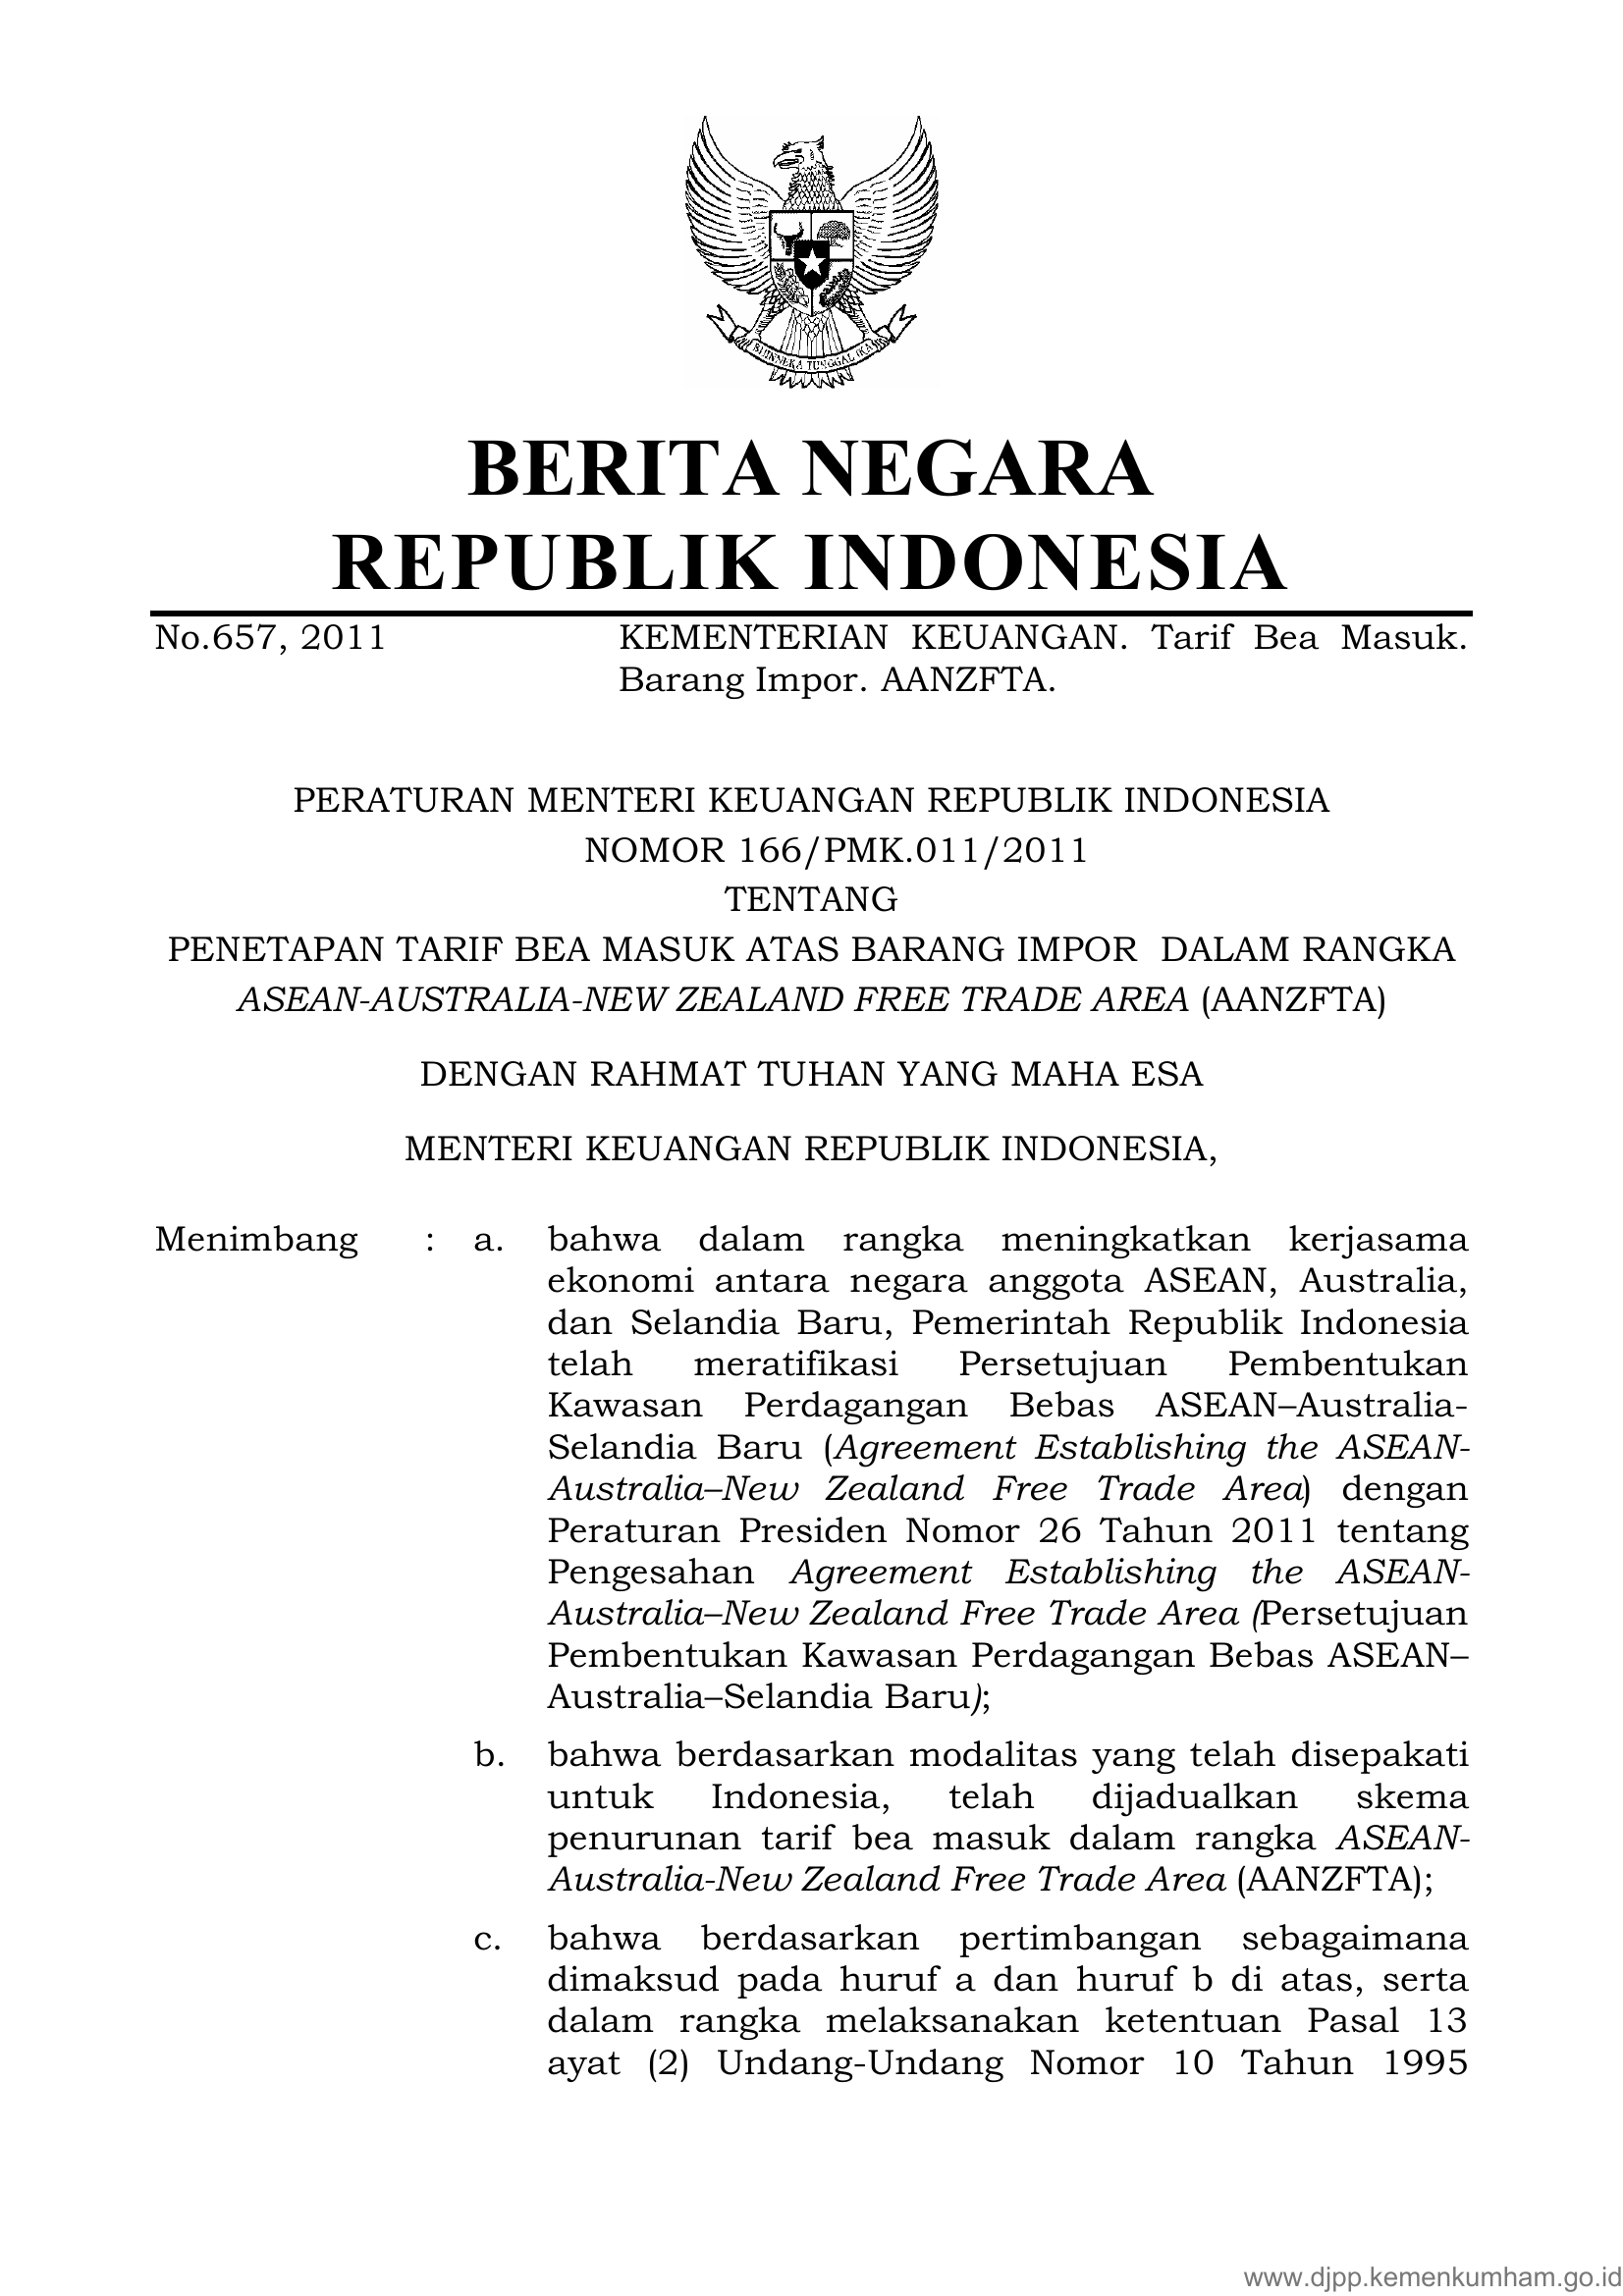 BHINNEKA TUNGGAL IKA
BERITA NEGARA
REPUBLIK INDONESIA
No.657, 2011
KEMENTERIAN KEUANGAN. Tarif Bea Masuk.
Barang Impor. AANZFTA.
PERATURAN MENTERI KEUANGAN REPUBLIK INDONESIA
NOMOR 166/PMK.011/2011
TENTANG
PENETAPAN TARIF BEA MASUK ATAS BARANG IMPOR DALAM RANGKA
ASEAN-AUSTRALIA-NEW ZEALAND FREE TRADE AREA (AANZFTA)
DENGAN RAHMAT TUHAN YANG MAHA ESA
MENTERI KEUANGAN REPUBLIK INDONESIA,
Menimbang : a. bahwa dalam rangka meningkatkan kerjasama
ekonomi antara negara anggota ASEAN, Australia,
dan Selandia Baru, Pemerintah Republik Indonesia
telah meratifikasi Persetujuan Pembentukan
Kawasan Perdagangan Bebas ASEAN–Australia-
Selandia Baru (Agreement Establishing the ASEAN-
Australia–New Zealand Free Trade Area) dengan
Peraturan Presiden Nomor 26 Tahun 2011 tentang
Pengesahan Agreement Establishing the ASEAN-
Australia–New Zealand Free Trade Area (Persetujuan
Pembentukan Kawasan Perdagangan Bebas ASEAN–
Australia–Selandia Baru);
b. bahwa berdasarkan modalitas yang telah disepakati
untuk Indonesia, telah dijadualkan skema
penurunan tarif bea masuk dalam rangka ASEAN-
Australia-New Zealand Free Trade Area (AANZFTA);
c. bahwa berdasarkan pertimbangan sebagaimana
dimaksud pada huruf a dan huruf b di atas, serta
dalam rangka melaksanakan ketentuan Pasal 13
ayat (2) Undang-Undang Nomor 10 Tahun 1995
www.djpp.kemenkumham.go.id